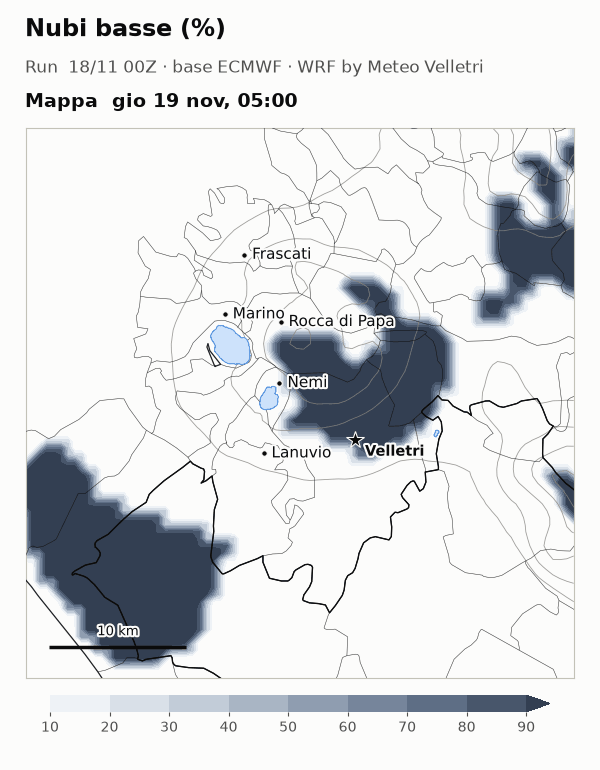 Nubi basse (%)
Run  18/11 00Z · base ECMWF · WRF by Meteo Velletri
Mappa  gio 19 nov, 05:00
Frascati
Marino
Rocca di Papa
Nemi
Velletri
Lanuvio
10 km
10 20 30 40 50 60 70 80 90